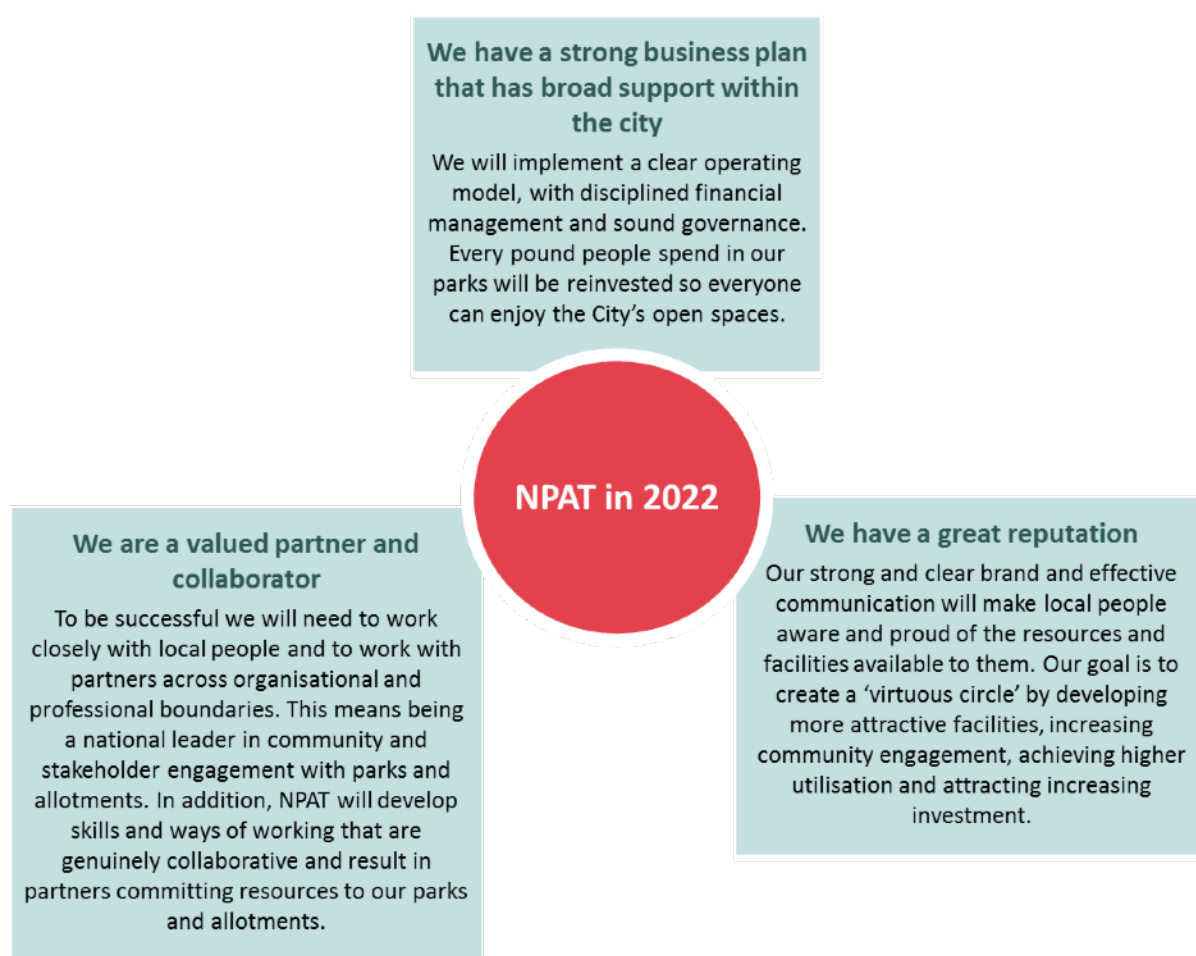 We have a strong business plan
that has broad support within
the city
We will implement a clear operating
model, with disciplined financial
management and sound governance.
Every pound people spend in our
parks will be reinvested so everyone
can enjoy the City's open spaces.
NPAT in 2022
We are a valued partner and
collaborator
To be successful we will need to work
closely with local people and to work with
partners across organisational and
professional boundaries. This means being
a national leader in community and
stakeholder engagement with parks and
allotments. In addition, NPAT will develop
skills and ways of working that are
genuinely collaborative and result in
partners committing resources to our parks
and allotments.
We have a great reputation
Our strong and clear brand and effective
communication will make local people
aware and proud of the resources and
facilities available to them. Our goal is to
create a ‘virtuous circle’ by developing
more attractive facilities, increasing
community engagement, achieving higher
utilisation and attracting increasing
investment.